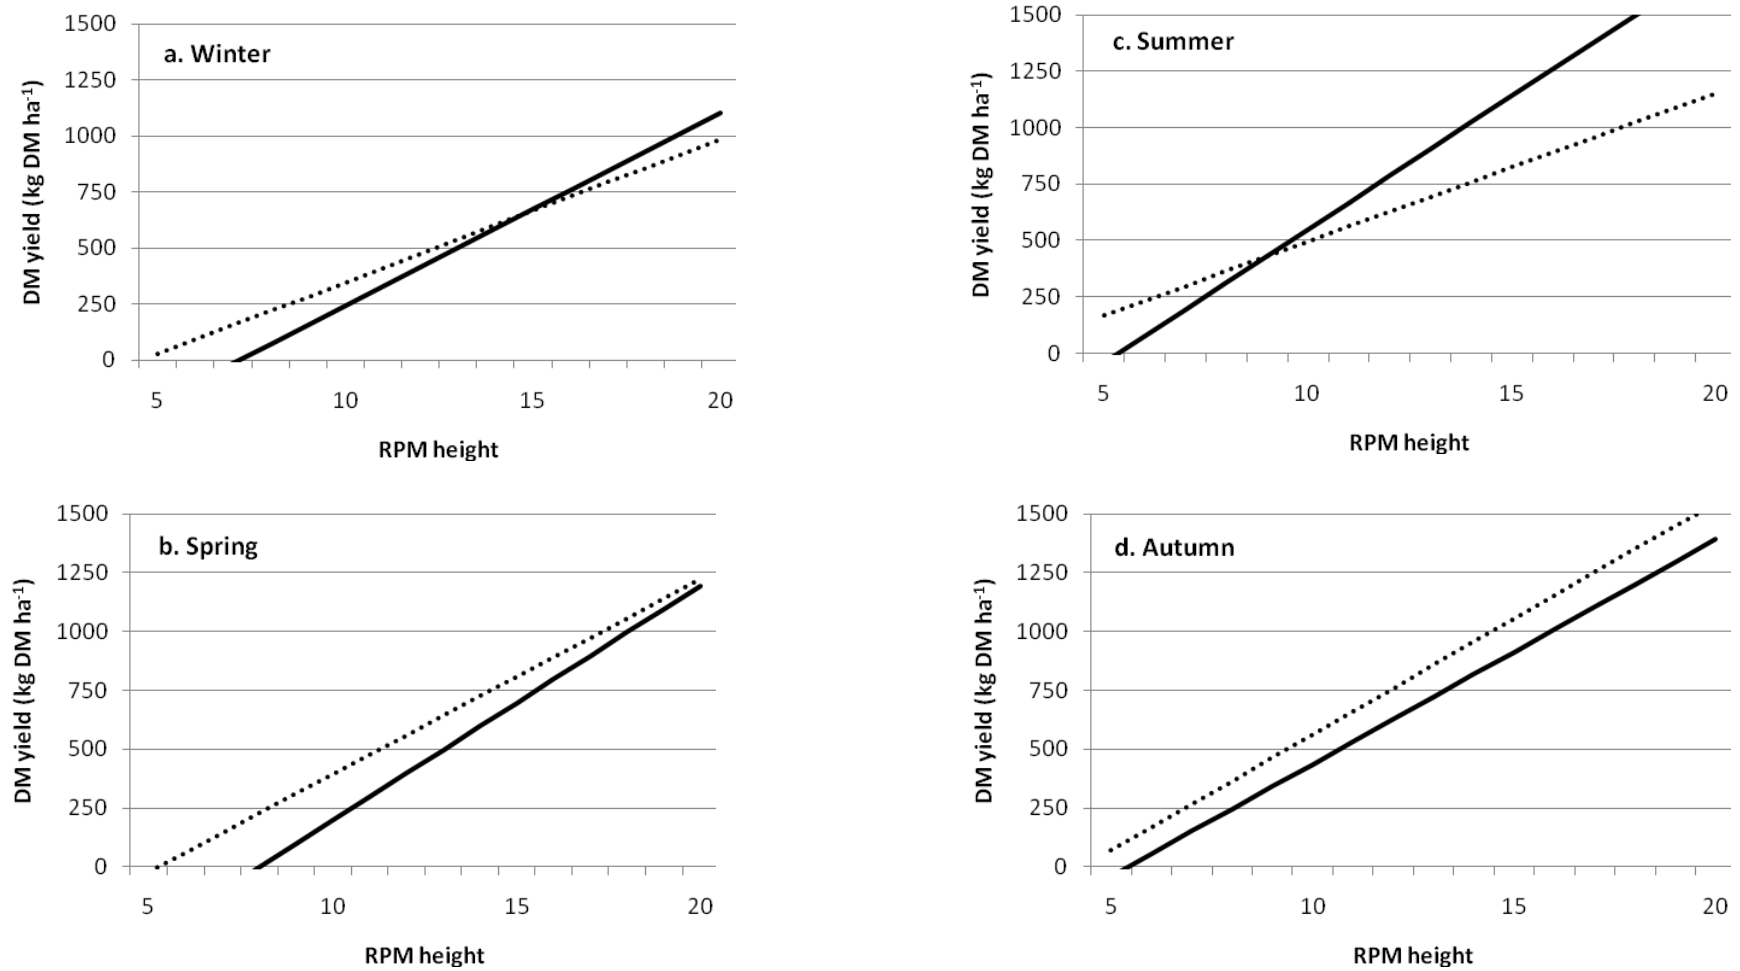 a. Winter
DM yield (kg DM ha⁻¹)
1500
1250
1000
750
500
250
0
5 10 15 20
RPM height
c. Summer
DM yield (kg DM ha⁻¹)
1500
1250
1000
750
500
250
0
5 10 15 20
RPM height
b. Spring
DM yield (kg DM ha⁻¹)
1500
1250
1000
750
500
250
0
5 10 15 20
RPM height
d. Autumn
DM yield (kg DM ha⁻¹)
1500
1250
1000
750
500
250
0
5 10 15 20
RPM height